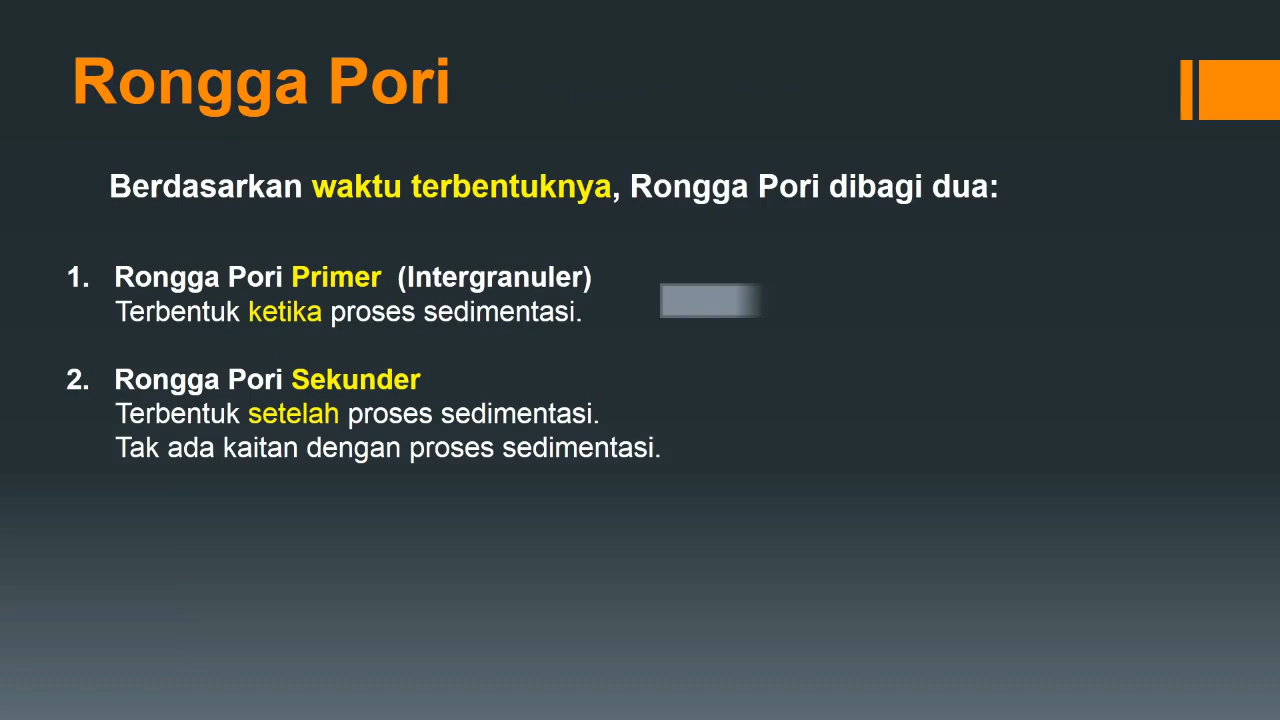 Rongga Pori
Berdasarkan waktu terbentuknya, Rongga Pori dibagi dua:
1. Rongga Pori Primer (Intergranuler)
Terbentuk ketika proses sedimentasi.
2. Rongga Pori Sekunder
Terbentuk setelah proses sedimentasi.
Tak ada kaitan dengan proses sedimentasi.